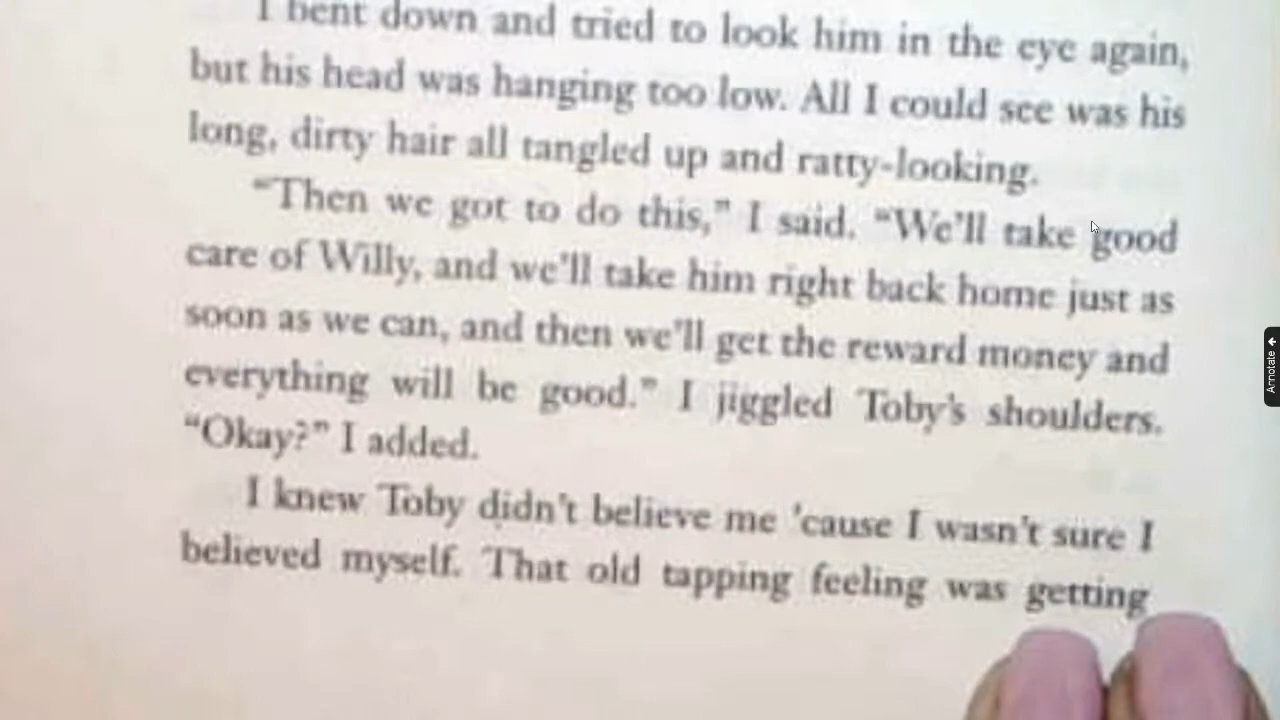 I bent down and tried to look him in the eye again,
but his head was hanging too low. All I could see was his
long, dirty hair all tangled up and ratty-looking.
“Then we got to do this,” I said. “We’ll take good
care of Willy, and we’ll take him right back home just as
soon as we can, and then we’ll get the reward money and
everything will be good.” I jiggled Toby’s shoulders.
“Okay?” I added.
I knew Toby didn’t believe me ’cause I wasn’t sure I
believed myself. That old tapping feeling was getting
Annotate